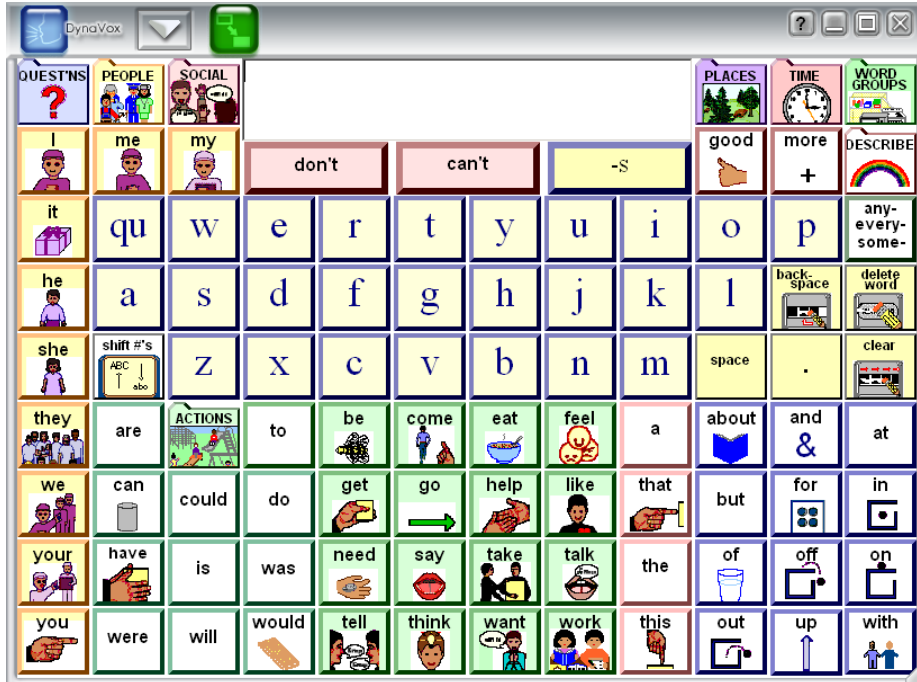 DynaVox ?
QUEST'NS PEOPLE SOCIAL PLACES TIME WORD GROUPS
I me my don't can't -s good more + DESCRIBE
it qu w e r t y u i o p any- every- some-
he a s d f g h j k l back- space delete word
she shift #'s ABC abc z x c v b n m space . clear
they are ACTIONS to be come eat feel a about and & at
we can could do get go help like that but for in
your have is was need say take talk the of off on
you were will would tell think want work this out up with